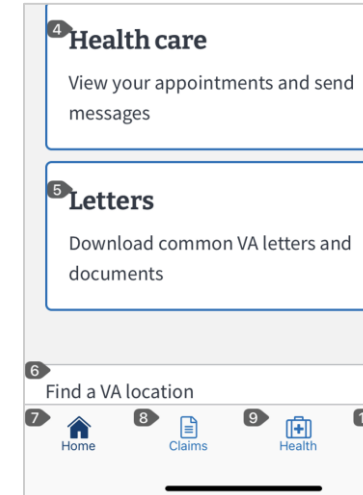 4
Health care
View your appointments and send
messages
5
Letters
Download common VA letters and
documents
6
Find a VA location
7
Home
8
Claims
9
Health
1